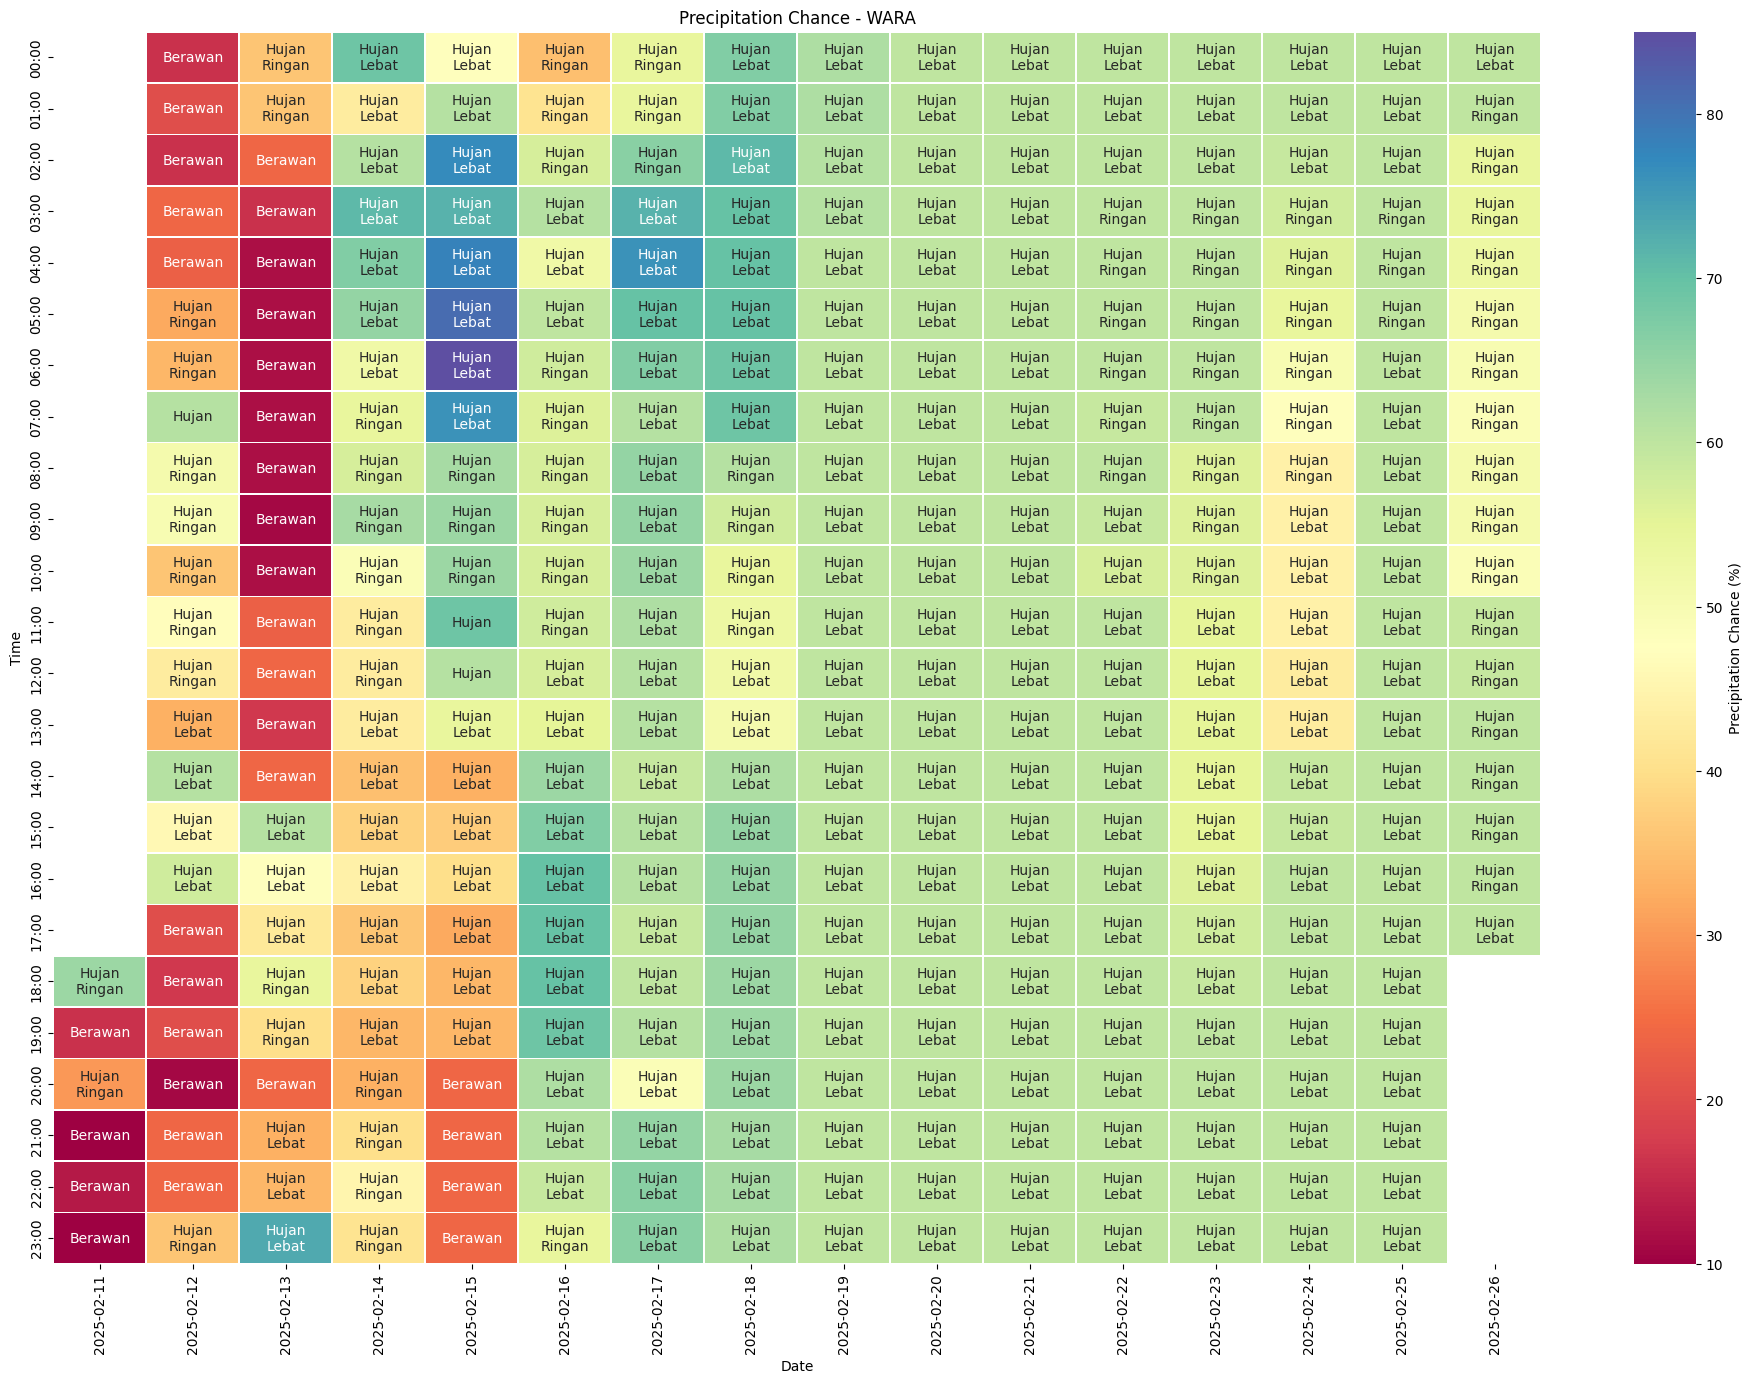 Precipitation Chance - WARA
00:00 Berawan Hujan Ringan Hujan Lebat Hujan Lebat Hujan Ringan Hujan Ringan Hujan Lebat Hujan Lebat Hujan Lebat Hujan Lebat Hujan Lebat Hujan Lebat Hujan Lebat Hujan Lebat Hujan Lebat
01:00 Berawan Hujan Ringan Hujan Lebat Hujan Lebat Hujan Ringan Hujan Ringan Hujan Lebat Hujan Lebat Hujan Lebat Hujan Lebat Hujan Lebat Hujan Lebat Hujan Lebat Hujan Lebat Hujan Ringan
02:00 Berawan Berawan Hujan Lebat Hujan Lebat Hujan Ringan Hujan Ringan Hujan Lebat Hujan Lebat Hujan Lebat Hujan Lebat Hujan Lebat Hujan Lebat Hujan Lebat Hujan Lebat Hujan Ringan
03:00 Berawan Berawan Hujan Lebat Hujan Lebat Hujan Lebat Hujan Lebat Hujan Lebat Hujan Lebat Hujan Lebat Hujan Lebat Hujan Ringan Hujan Ringan Hujan Ringan Hujan Ringan Hujan Ringan
04:00 Berawan Berawan Hujan Lebat Hujan Lebat Hujan Lebat Hujan Lebat Hujan Lebat Hujan Lebat Hujan Lebat Hujan Lebat Hujan Ringan Hujan Ringan Hujan Ringan Hujan Ringan Hujan Ringan
05:00 Hujan Ringan Berawan Hujan Lebat Hujan Lebat Hujan Lebat Hujan Lebat Hujan Lebat Hujan Lebat Hujan Lebat Hujan Lebat Hujan Ringan Hujan Ringan Hujan Ringan Hujan Ringan Hujan Ringan
06:00 Hujan Ringan Berawan Hujan Lebat Hujan Lebat Hujan Ringan Hujan Lebat Hujan Lebat Hujan Lebat Hujan Lebat Hujan Lebat Hujan Ringan Hujan Ringan Hujan Ringan Hujan Lebat Hujan Ringan
07:00 Hujan Berawan Hujan Ringan Hujan Lebat Hujan Ringan Hujan Lebat Hujan Lebat Hujan Lebat Hujan Lebat Hujan Lebat Hujan Ringan Hujan Ringan Hujan Ringan Hujan Lebat Hujan Ringan
08:00 Hujan Ringan Berawan Hujan Ringan Hujan Ringan Hujan Ringan Hujan Lebat Hujan Ringan Hujan Lebat Hujan Lebat Hujan Lebat Hujan Ringan Hujan Ringan Hujan Ringan Hujan Lebat Hujan Ringan
09:00 Hujan Ringan Berawan Hujan Ringan Hujan Ringan Hujan Ringan Hujan Lebat Hujan Ringan Hujan Lebat Hujan Lebat Hujan Lebat Hujan Lebat Hujan Ringan Hujan Lebat Hujan Lebat Hujan Ringan
10:00 Hujan Ringan Berawan Hujan Ringan Hujan Ringan Hujan Ringan Hujan Lebat Hujan Ringan Hujan Lebat Hujan Lebat Hujan Lebat Hujan Lebat Hujan Ringan Hujan Lebat Hujan Lebat Hujan Ringan
11:00 Hujan Ringan Berawan Hujan Ringan Hujan Hujan Ringan Hujan Lebat Hujan Ringan Hujan Lebat Hujan Lebat Hujan Lebat Hujan Lebat Hujan Lebat Hujan Lebat Hujan Lebat Hujan Ringan
12:00 Hujan Ringan Berawan Hujan Ringan Hujan Hujan Lebat Hujan Lebat Hujan Lebat Hujan Lebat Hujan Lebat Hujan Lebat Hujan Lebat Hujan Lebat Hujan Lebat Hujan Lebat Hujan Ringan
13:00 Hujan Lebat Berawan Hujan Lebat Hujan Lebat Hujan Lebat Hujan Lebat Hujan Lebat Hujan Lebat Hujan Lebat Hujan Lebat Hujan Lebat Hujan Lebat Hujan Lebat Hujan Lebat Hujan Ringan
14:00 Hujan Lebat Berawan Hujan Lebat Hujan Lebat Hujan Lebat Hujan Lebat Hujan Lebat Hujan Lebat Hujan Lebat Hujan Lebat Hujan Lebat Hujan Lebat Hujan Lebat Hujan Lebat Hujan Ringan
15:00 Hujan Lebat Hujan Lebat Hujan Lebat Hujan Lebat Hujan Lebat Hujan Lebat Hujan Lebat Hujan Lebat Hujan Lebat Hujan Lebat Hujan Lebat Hujan Lebat Hujan Lebat Hujan Lebat Hujan Ringan
16:00 Hujan Lebat Hujan Lebat Hujan Lebat Hujan Lebat Hujan Lebat Hujan Lebat Hujan Lebat Hujan Lebat Hujan Lebat Hujan Lebat Hujan Lebat Hujan Lebat Hujan Lebat Hujan Lebat Hujan Ringan
17:00 Berawan Hujan Lebat Hujan Lebat Hujan Lebat Hujan Lebat Hujan Lebat Hujan Lebat Hujan Lebat Hujan Lebat Hujan Lebat Hujan Lebat Hujan Lebat Hujan Lebat Hujan Lebat Hujan Lebat
18:00 Hujan Ringan Berawan Hujan Ringan Hujan Lebat Hujan Lebat Hujan Lebat Hujan Lebat Hujan Lebat Hujan Lebat Hujan Lebat Hujan Lebat Hujan Lebat Hujan Lebat Hujan Lebat Hujan Lebat
19:00 Berawan Berawan Hujan Ringan Hujan Lebat Hujan Lebat Hujan Lebat Hujan Lebat Hujan Lebat Hujan Lebat Hujan Lebat Hujan Lebat Hujan Lebat Hujan Lebat Hujan Lebat Hujan Lebat
20:00 Hujan Ringan Berawan Berawan Hujan Ringan Berawan Hujan Lebat Hujan Lebat Hujan Lebat Hujan Lebat Hujan Lebat Hujan Lebat Hujan Lebat Hujan Lebat Hujan Lebat Hujan Lebat
21:00 Berawan Berawan Hujan Lebat Hujan Ringan Berawan Hujan Lebat Hujan Lebat Hujan Lebat Hujan Lebat Hujan Lebat Hujan Lebat Hujan Lebat Hujan Lebat Hujan Lebat Hujan Lebat
22:00 Berawan Berawan Hujan Lebat Hujan Ringan Berawan Hujan Lebat Hujan Lebat Hujan Lebat Hujan Lebat Hujan Lebat Hujan Lebat Hujan Lebat Hujan Lebat Hujan Lebat Hujan Lebat
23:00 Berawan Hujan Ringan Hujan Lebat Hujan Ringan Berawan Hujan Ringan Hujan Lebat Hujan Lebat Hujan Lebat Hujan Lebat Hujan Lebat Hujan Lebat Hujan Lebat Hujan Lebat Hujan Lebat
Time
2025-02-11 2025-02-12 2025-02-13 2025-02-14 2025-02-15 2025-02-16 2025-02-17 2025-02-18 2025-02-19 2025-02-20 2025-02-21 2025-02-22 2025-02-23 2025-02-24 2025-02-25 2025-02-26
Date
80
70
60
50
40
30
20
10
Precipitation Chance (%)